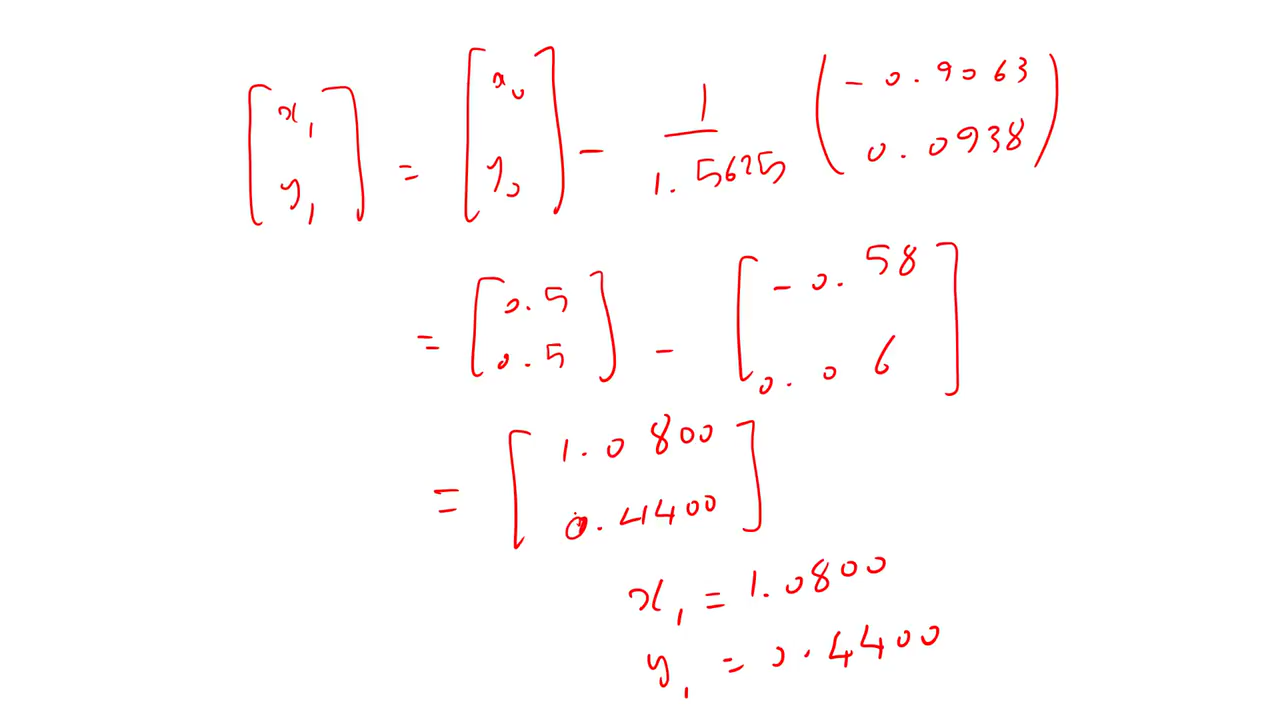 [x₁ y₁] = [x₀ y₀] - 1/1.5625 (-0.9063 0.0938)
= [0.5 0.5] - [-0.58 0.06]
= [1.0800 0.4400]
x₁ = 1.0800
y₁ = 0.4400